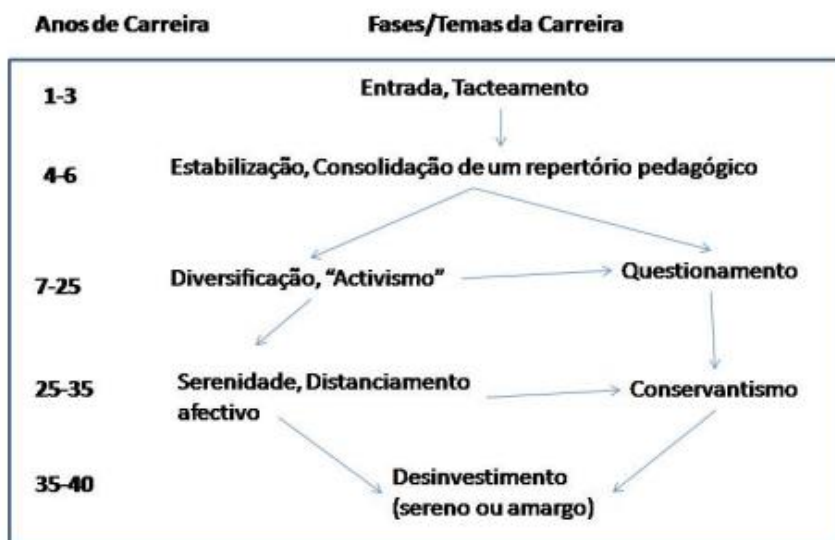 Anos de Carreira Fases/Temas da Carreira
1-3 Entrada, Tacteamento
4-6 Estabilização, Consolidação de um repertório pedagógico
7-25 Diversificação, “Activismo” Questionamento
25-35 Serenidade, Distanciamento Conservantismo
afectivo
35-40 Desinvestimento
(sereno ou amargo)